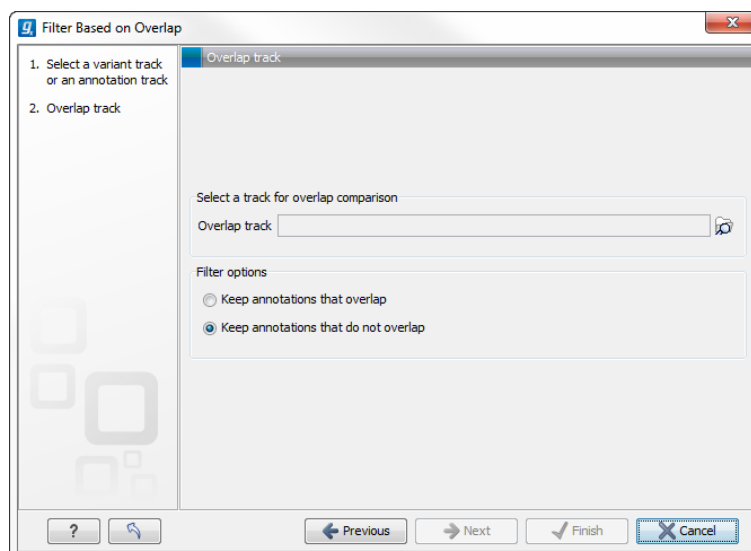 Filter Based on Overlap
1. Select a variant track
or an annotation track
2. Overlap track
Overlap track
Select a track for overlap comparison
Overlap track
Filter options
Keep annotations that overlap
Keep annotations that do not overlap
? Previous Next Finish Cancel